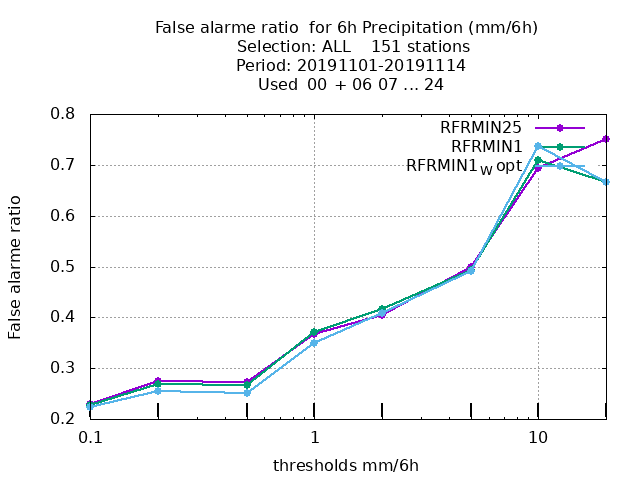 False alarme ratio  for 6h Precipitation (mm/6h)
Selection: ALL    151 stations
Period: 20191101-20191114
Used  00 + 06 07 ... 24
RFRMIN25
RFRMIN1
RFRMIN1W opt
False alarme ratio
0.8
0.7
0.6
0.5
0.4
0.3
0.2
0.1 1 10
thresholds mm/6h